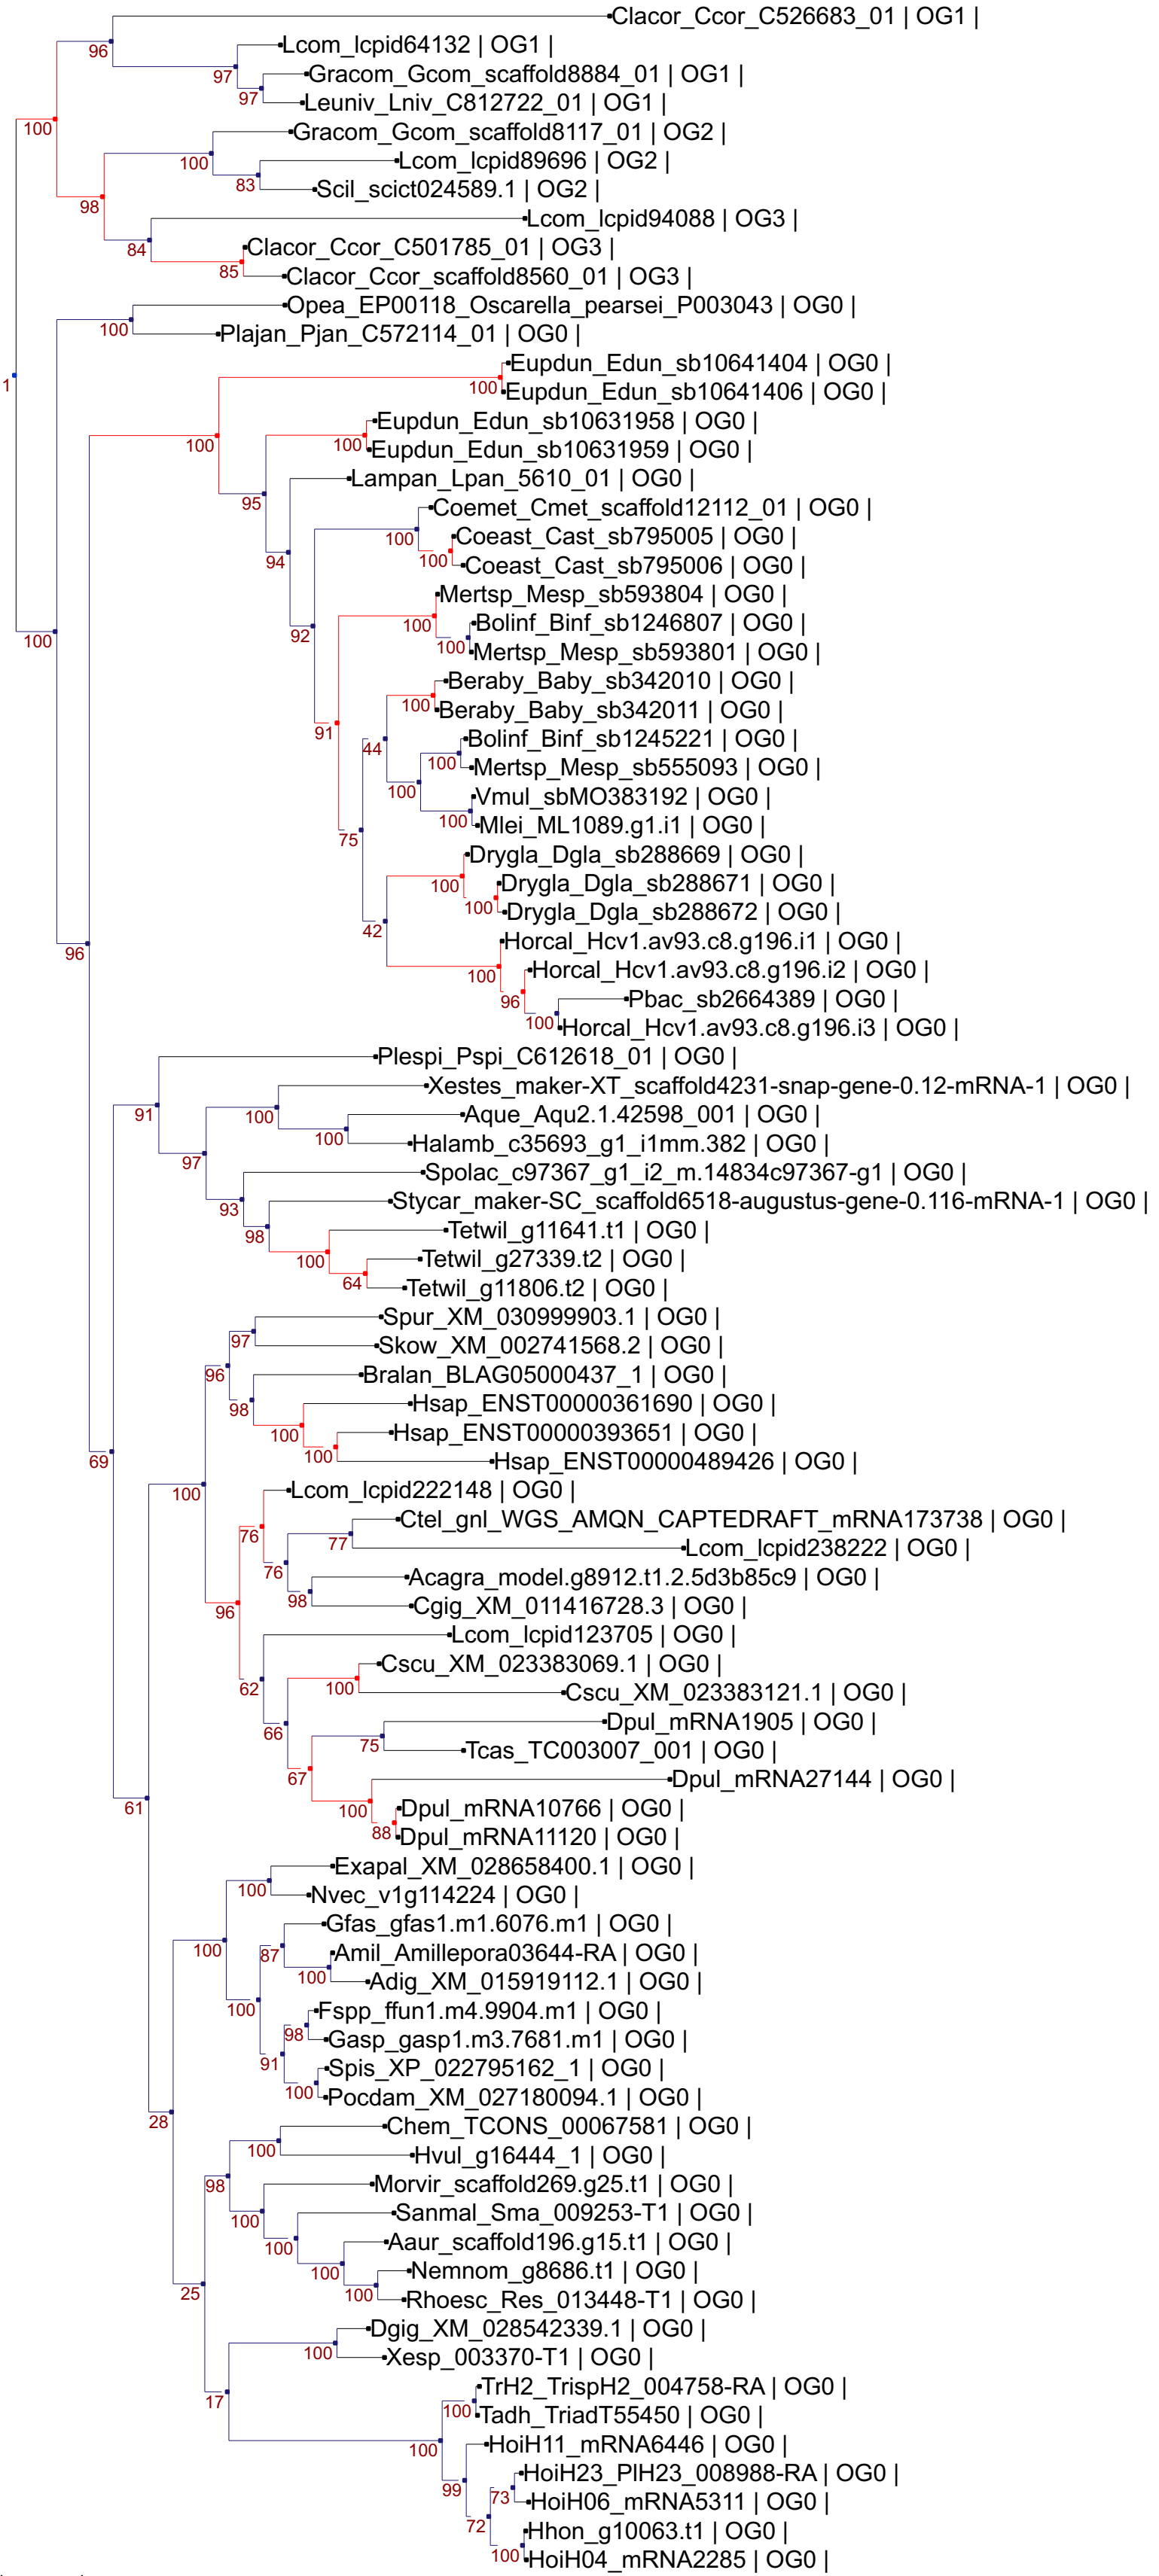 Clacor_Ccor_C526683_01 | OG1 |
96
Lcom_lcpid64132 | OG1 |
97
Gracom_Gcom_scaffold8884_01 | OG1 |
97
Leuniv_Lniv_C812722_01 | OG1 |
100
Gracom_Gcom_scaffold8117_01 | OG2 |
100
Lcom_lcpid89696 | OG2 |
83
Scil_scict024589.1 | OG2 |
98
Lcom_lcpid94088 | OG3 |
84
Clacor_Ccor_C501785_01 | OG3 |
85
Clacor_Ccor_scaffold8560_01 | OG3 |
Opea_EP00118_Oscarella_pearsei_P003043 | OG0 |
100
Plajan_Pjan_C572114_01 | OG0 |
Eupdun_Edun_sb10641404 | OG0 |
1
100
Eupdun_Edun_sb10641406 | OG0 |
Eupdun_Edun_sb10631958 | OG0 |
100
100
Eupdun_Edun_sb10631959 | OG0 |
Lampan_Lpan_5610_01 | OG0 |
95
Coemet_Cmet_scaffold12112_01 | OG0 |
100
Coeast_Cast_sb795005 | OG0 |
94
100
Coeast_Cast_sb795006 | OG0 |
Mertsp_Mesp_sb593804 | OG0 |
100
Bolinf_Binf_sb1246807 | OG0 |
100
92
100
Mertsp_Mesp_sb593801 | OG0 |
Beraby_Baby_sb342010 | OG0 |
100
Beraby_Baby_sb342011 | OG0 |
91
Bolinf_Binf_sb1245221 | OG0 |
44
100
Mertsp_Mesp_sb555093 | OG0 |
100
Vmul_sbMO383192 | OG0 |
100
Mlei_ML1089.g1.i1 | OG0 |
75
Drygla_Dgla_sb288669 | OG0 |
100
Drygla_Dgla_sb288671 | OG0 |
100
Drygla_Dgla_sb288672 | OG0 |
42
Horcal_Hcv1.av93.c8.g196.i1 | OG0 |
96
100
Horcal_Hcv1.av93.c8.g196.i2 | OG0 |
96
Pbac_sb2664389 | OG0 |
100
Horcal_Hcv1.av93.c8.g196.i3 | OG0 |
Plespi_Pspi_C612618_01 | OG0 |
Xestes_maker-XT_scaffold4231-snap-gene-0.12-mRNA-1 | OG0 |
91
100
Aque_Aqu2.1.42598_001 | OG0 |
100
Halamb_c35693_g1_i1mm.382 | OG0 |
97
Spolac_c97367_g1_i2_m.14834c97367-g1 | OG0 |
93
Stycar_maker-SC_scaffold6518-augustus-gene-0.116-mRNA-1 | OG0 |
98
Tetwil_g11641.t1 | OG0 |
100
Tetwil_g27339.t2 | OG0 |
64
Tetwil_g11806.t2 | OG0 |
Spur_XM_030999903.1 | OG0 |
97
Skow_XM_002741568.2 | OG0 |
96
Bralan_BLAG05000437_1 | OG0 |
98
Hsap_ENST00000361690 | OG0 |
100
Hsap_ENST00000393651 | OG0 |
100
69
Hsap_ENST00000489426 | OG0 |
100
Lcom_lcpid222148 | OG0 |
Ctel_gnl_WGS_AMQN_CAPTEDRAFT_mRNA173738 | OG0 |
76
77
Lcom_lcpid238222 | OG0 |
76
Acagra_model.g8912.t1.2.5d3b85c9 | OG0 |
98
Cgig_XM_011416728.3 | OG0 |
96
Lcom_lcpid123705 | OG0 |
Cscu_XM_023383069.1 | OG0 |
62
100
Cscu_XM_023383121.1 | OG0 |
Dpul_mRNA1905 | OG0 |
66
75
Tcas_TC003007_001 | OG0 |
67
Dpul_mRNA27144 | OG0 |
61
100
Dpul_mRNA10766 | OG0 |
88
Dpul_mRNA11120 | OG0 |
Exapal_XM_028658400.1 | OG0 |
100
Nvec_v1g114224 | OG0 |
Gfas_gfas1.m1.6076.m1 | OG0 |
100
87
Amil_Amillepora03644-RA | OG0 |
100
Adig_XM_015919112.1 | OG0 |
100
Fspp_ffun1.m4.9904.m1 | OG0 |
98
Gasp_gasp1.m3.7681.m1 | OG0 |
91
Spis_XP_022795162_1 | OG0 |
100
Pocdam_XM_027180094.1 | OG0 |
28
Chem_TCONS_00067581 | OG0 |
100
Hvul_g16444_1 | OG0 |
98
Morvir_scaffold269.g25.t1 | OG0 |
100
Sanmal_Sma_009253-T1 | OG0 |
100
Aaur_scaffold196.g15.t1 | OG0 |
100
Nemnom_g8686.t1 | OG0 |
25
100
Rhoesc_Res_013448-T1 | OG0 |
Dgig_XM_028542339.1 | OG0 |
100
Xesp_003370-T1 | OG0 |
TrH2_TrispH2_004758-RA | OG0 |
17
100
Tadh_TriadT55450 | OG0 |
100
HoiH11_mRNA6446 | OG0 |
HoiH23_PlH23_008988-RA | OG0 |
99
73
HoiH06_mRNA5311 | OG0 |
72
Hhon_g10063.t1 | OG0 |
100
HoiH04_mRNA2285 | OG0 |